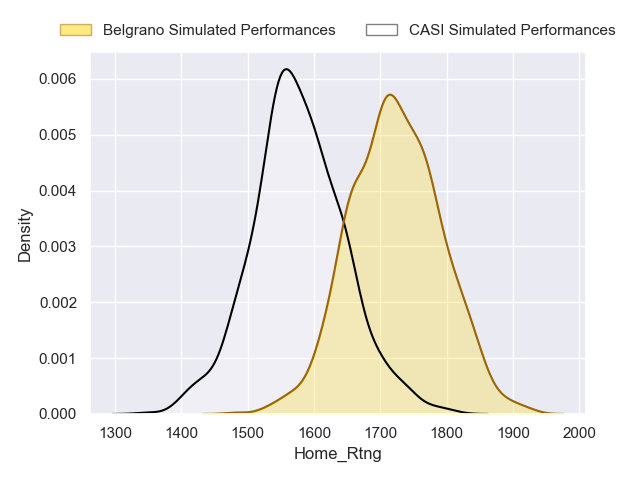 Belgrano Simulated Performances
CASI Simulated Performances
0.006
0.005
0.004
0.003
0.002
0.001
0.000
Density
1300 1400 1500 1600 1700 1800 1900 2000
Home_Rtng